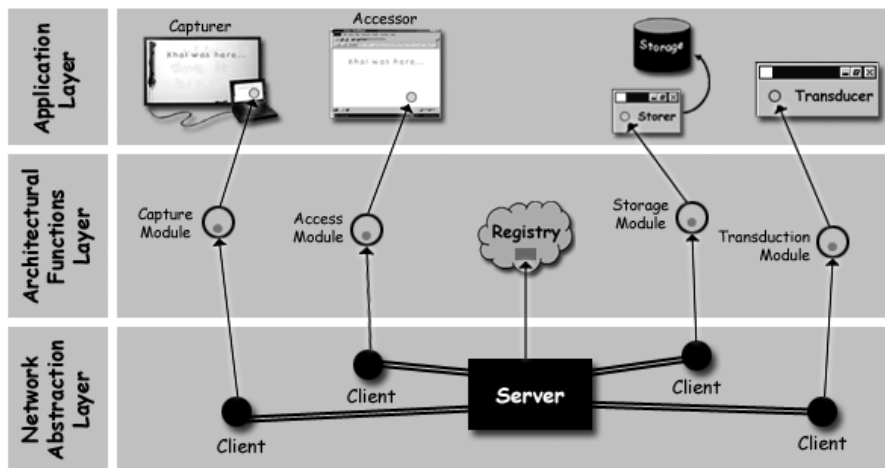 Application
Layer
Capturer
Khai was here...
Accessor
Khai was here...
Storage
Storer
Transducer
Architectural
Functions
Layer
Capture
Module
Access
Module
Registry
Storage
Module
Transduction
Module
Network
Abstraction
Layer
Client
Client
Server
Client
Client